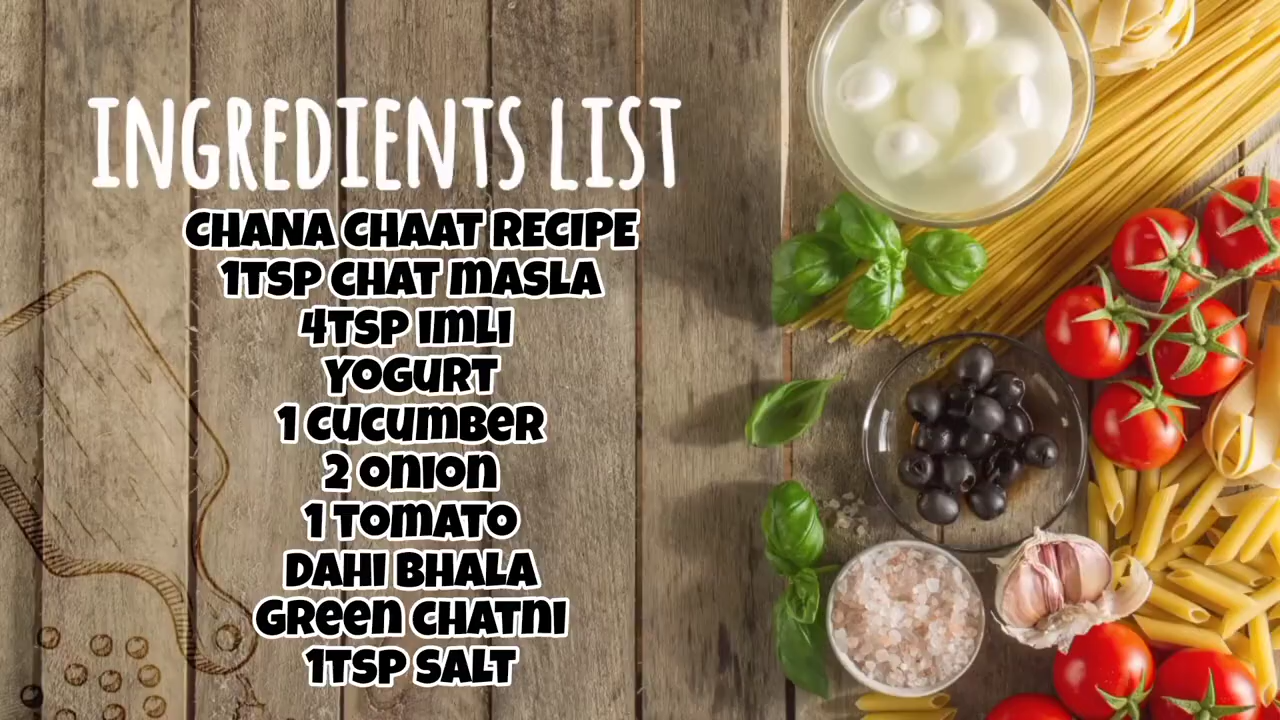 INGREDIENTS LIST
CHANA CHAAT RECIPE
1TSP CHAT MASLA
4TSP IMLI
YOGURT
1 CUCUMBER
2 ONION
1 TOMATO
DAHI BHALA
GREEN CHATNI
1TSP SALT